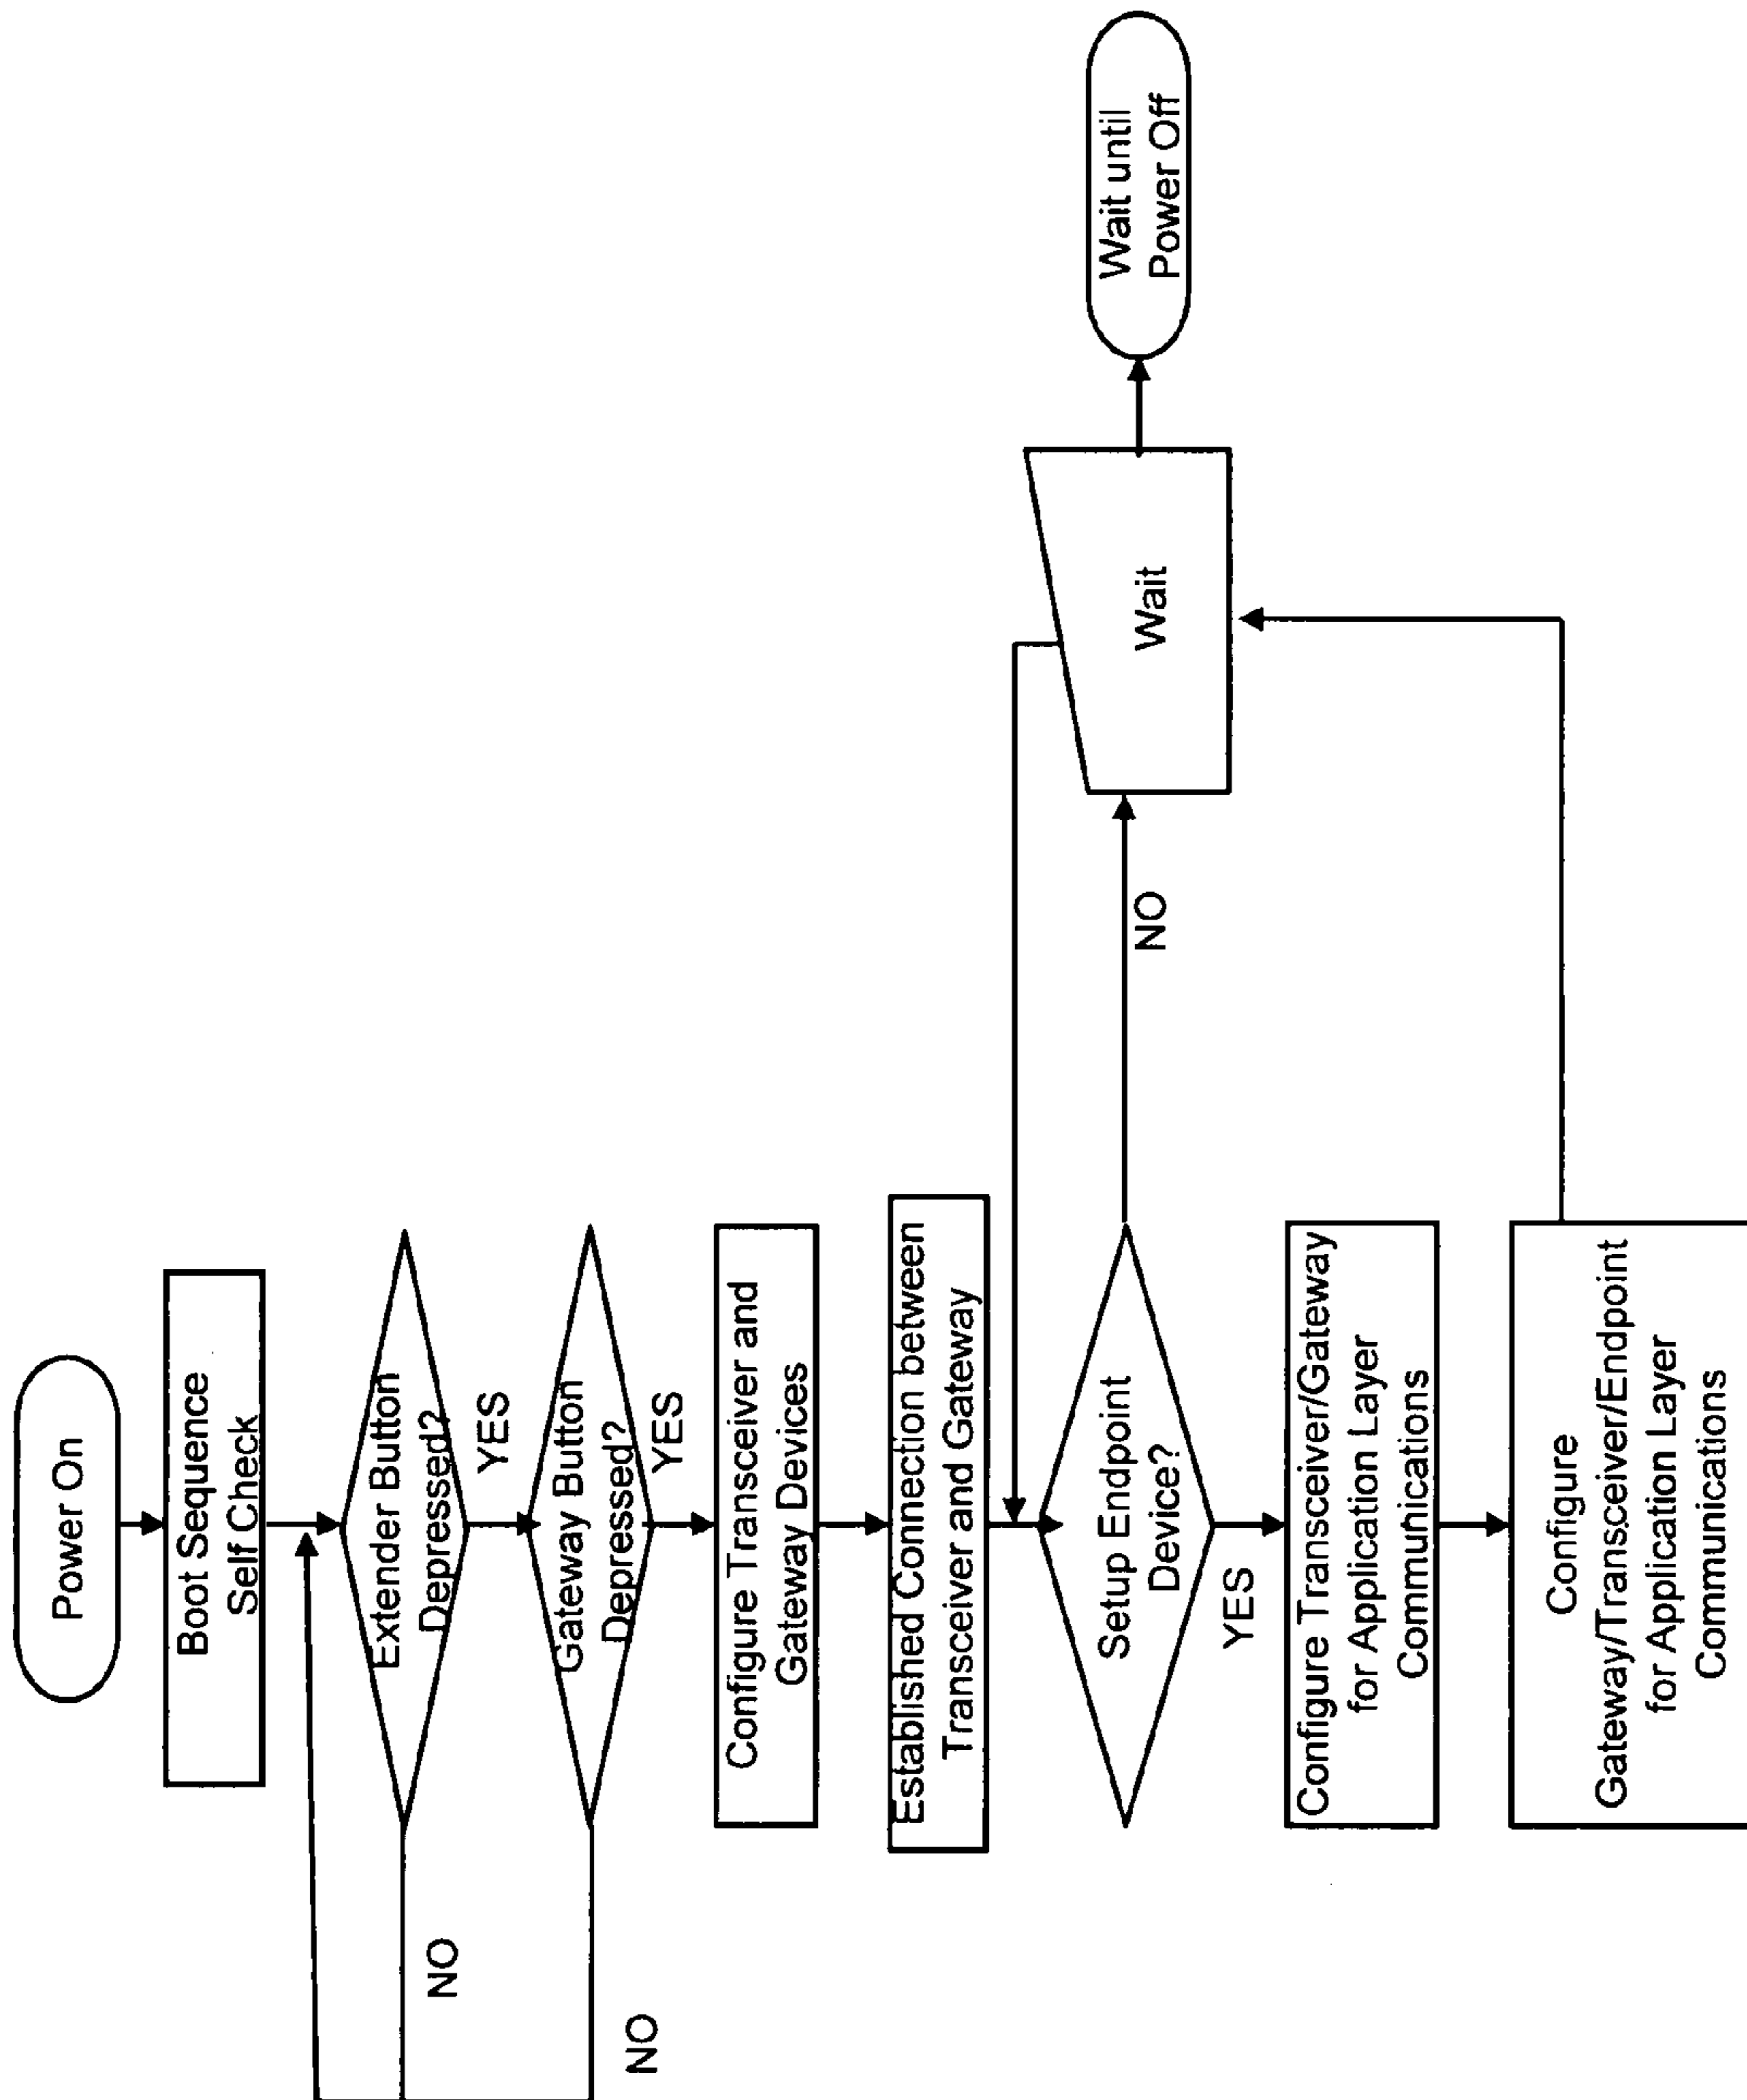 Power On
Boot Sequence
Self Check
Extender Button
Depressed?
NO
YES
Gateway Button
Depressed?
NO
YES
Configure Transceiver and
Gateway Devices
Established Connection between
Transceiver and Gateway
Setup Endpoint
Device?
NO
YES
Wait
Wait until
Power Off
Configure Transceiver/Gateway
for Application Layer
Communications
Configure
Gateway/Transceiver/Endpoint
for Application Layer
Communications